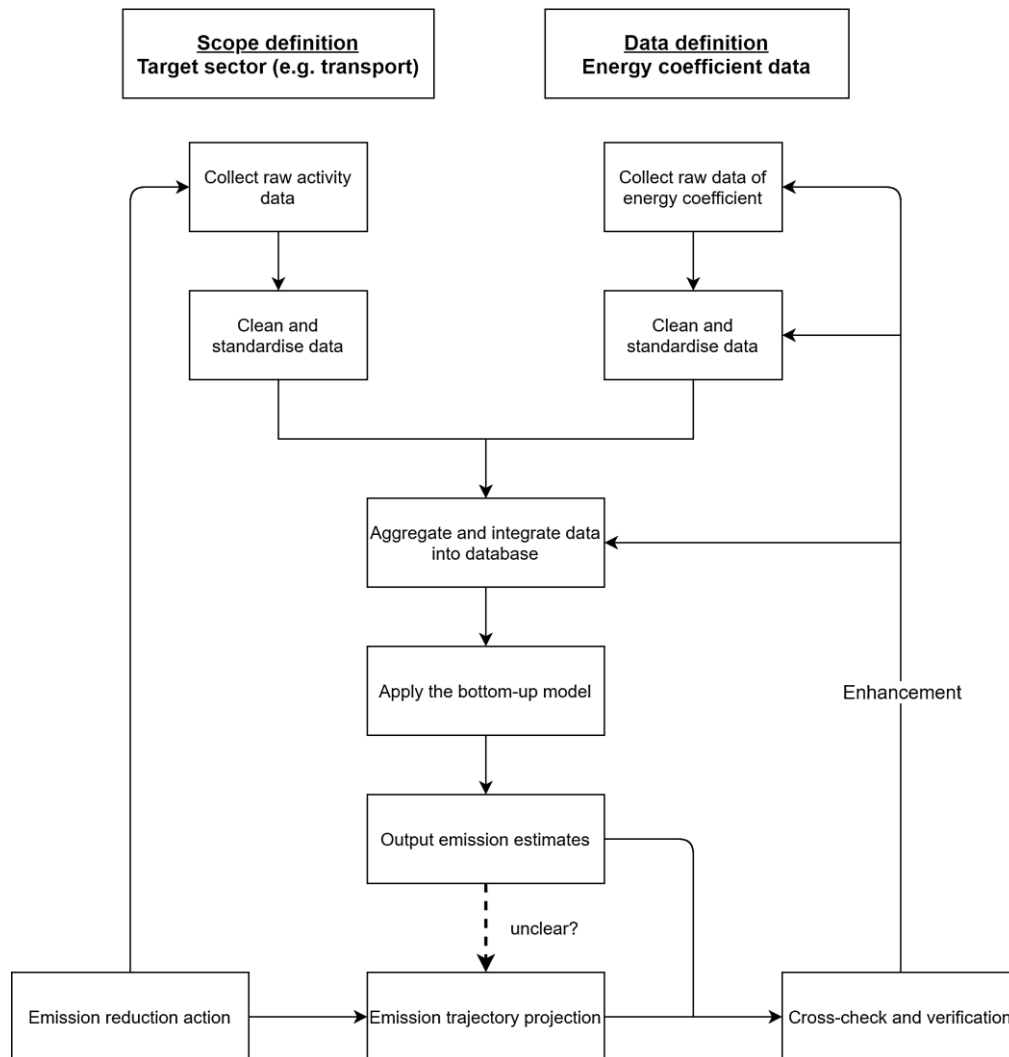 Scope definition
Target sector (e.g. transport)
Data definition
Energy coefficient data
Collect raw activity
data
Collect raw data of
energy coefficient
Clean and
standardise data
Clean and
standardise data
Aggregate and integrate data
into database
Apply the bottom-up model
Enhancement
Output emission estimates
unclear?
Emission reduction action
Emission trajectory projection
Cross-check and verification